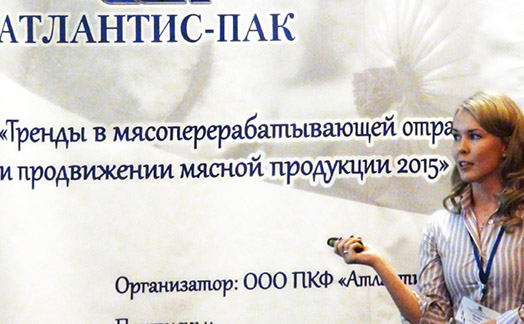 АТЛАНТИС-ПАК
«Тренды в мясоперерабатывающей
и продвижении мясной продукции 2015»
Организатор: ООО ПКФ